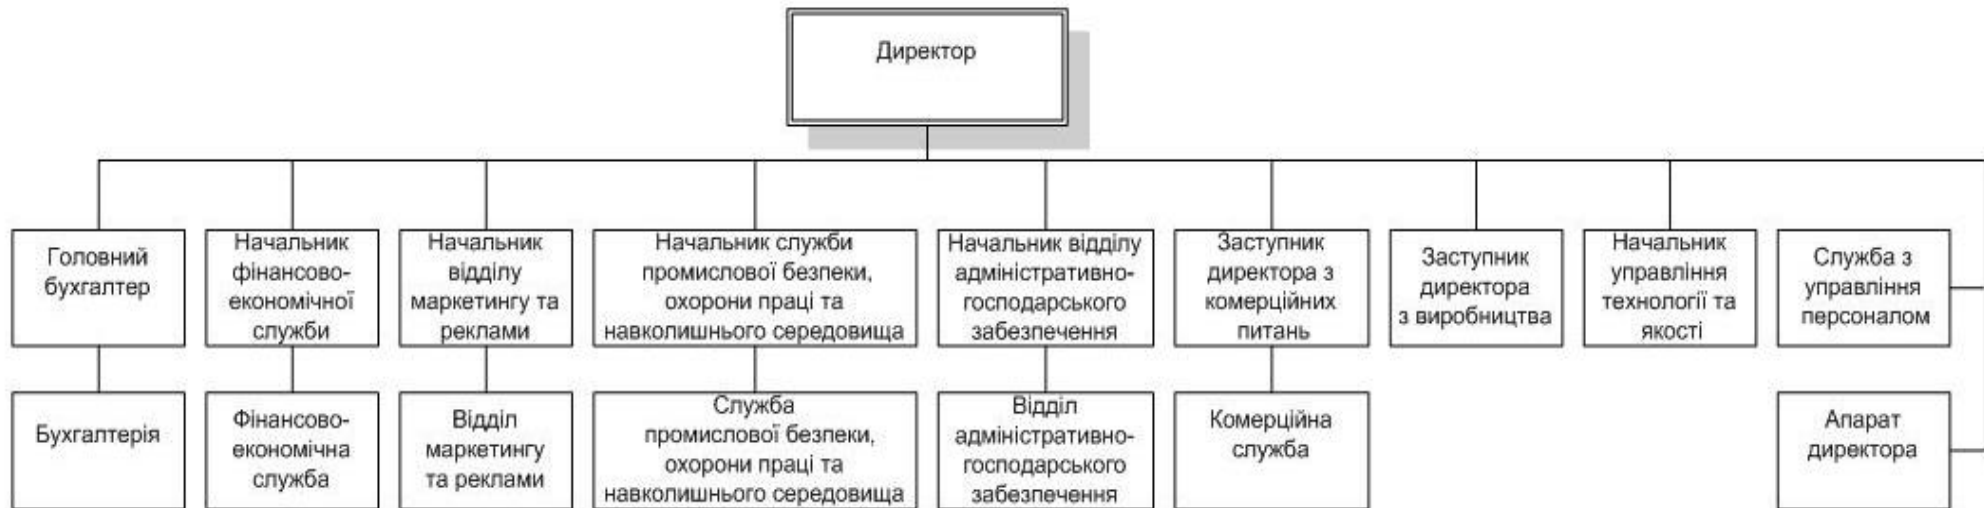 Директор
Головний
бухгалтер
Начальник
фінансово-
економічної
служби
Начальник
відділу
маркетингу та
реклами
Начальник служби
промислової безпеки,
охорони праці та
навколишнього середовища
Начальник відділу
адміністративно-
господарського
забезпечення
Заступник
директора з
комерційних
питань
Заступник
директора
з виробництва
Начальник
управління
технології та
якості
Служба з
управління
персоналом
Бухгалтерія
Фінансово-
економічна
служба
Відділ
маркетингу
та реклами
Служба
промислової безпеки,
охорони праці та
навколишнього середовища
Відділ
адміністративно-
господарського
забезпечення
Комерційна
служба
Апарат
директора